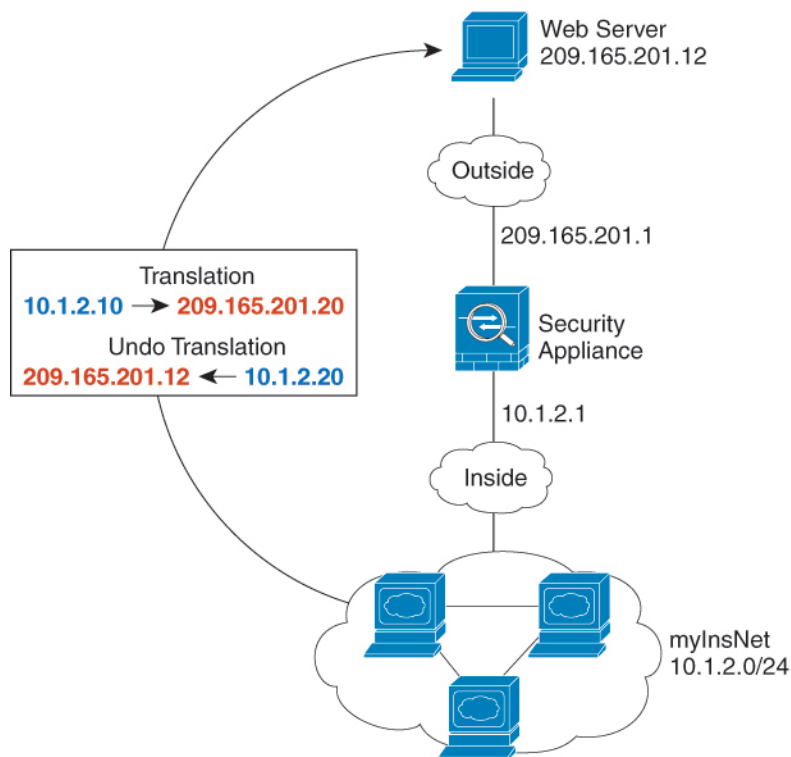 Web Server
209.165.201.12
Outside
209.165.201.1
Translation
10.1.2.10 → 209.165.201.20
Undo Translation
209.165.201.12 ← 10.1.2.20
Security
Appliance
10.1.2.1
Inside
myInsNet
10.1.2.0/24